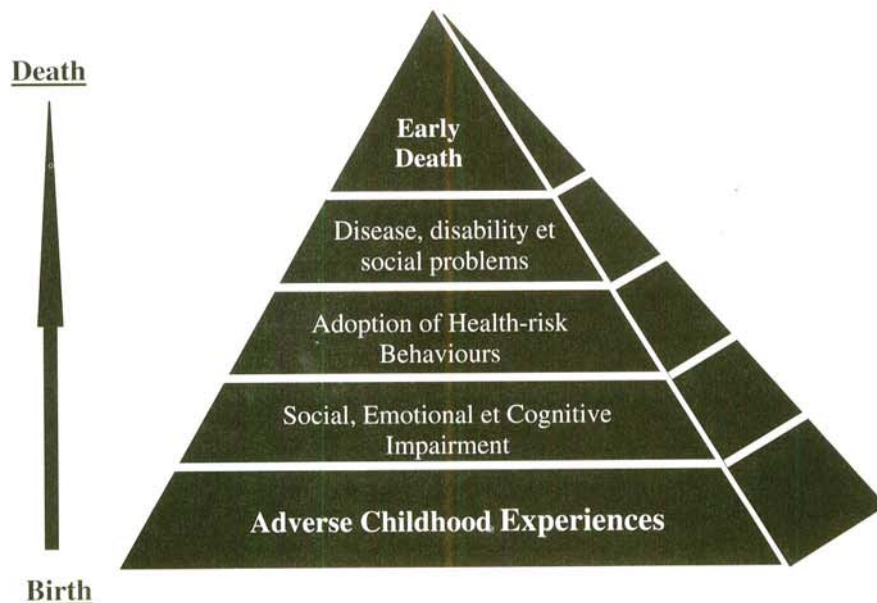 Death
Early
Death
Disease, disability et
social problems
Adoption of Health-risk
Behaviours
Social, Emotional et Cognitive
Impairment
Adverse Childhood Experiences
Birth